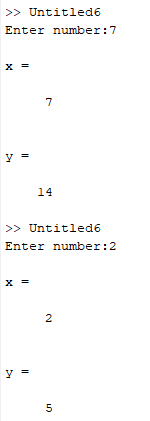 >> Untitled6
Enter number:7
x =
7
y =
14
>> Untitled6
Enter number:2
x =
2
y =
5